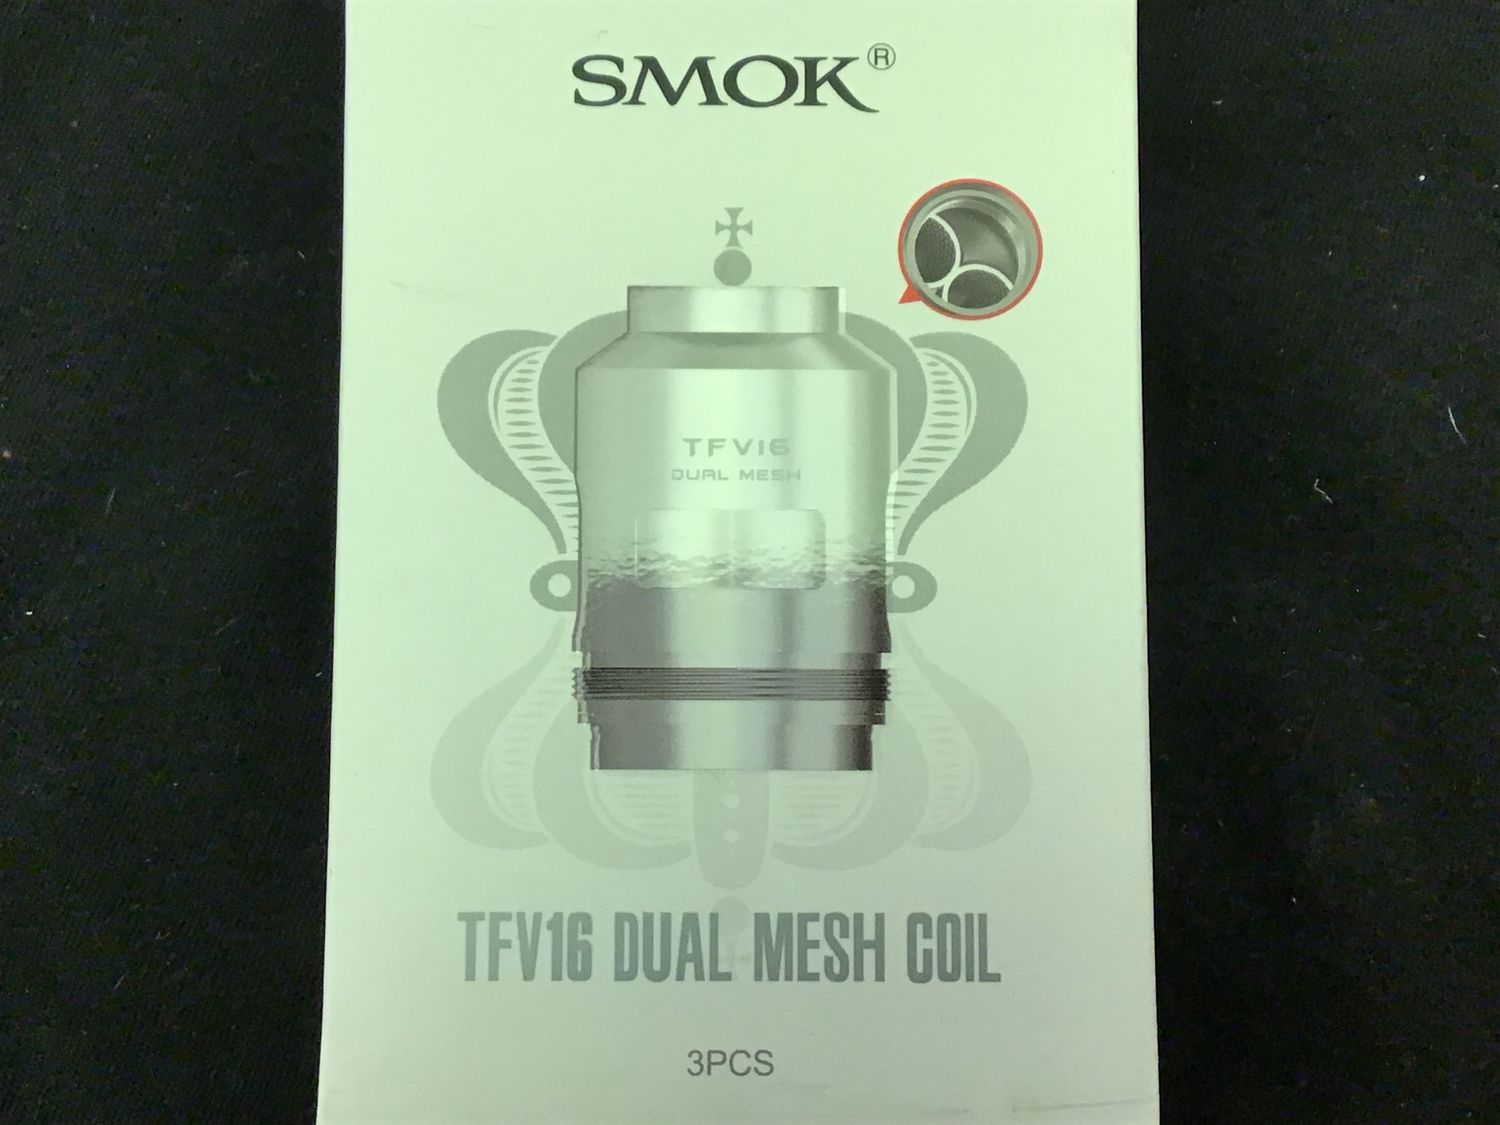 SMOK®
TFV16
DUAL MESH
TFV16 DUAL MESH COIL
3PCS